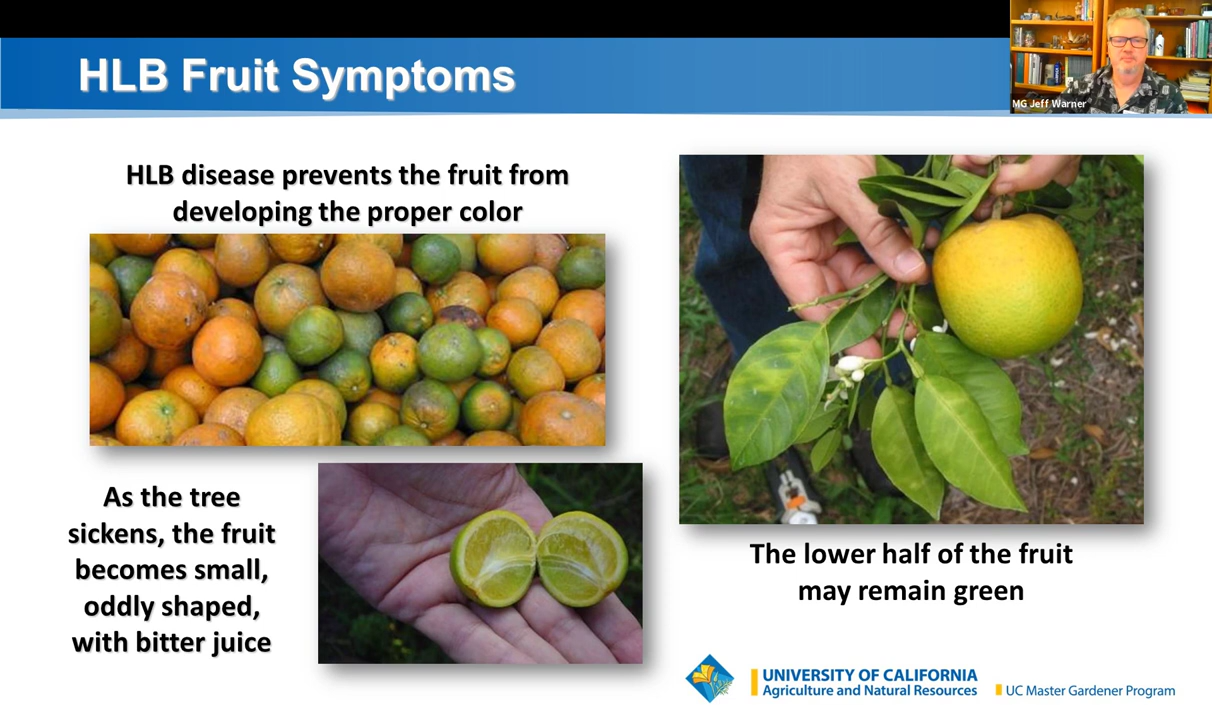 HLB Fruit Symptoms
MG Jeff Warner
HLB disease prevents the fruit from
developing the proper color
As the tree
sickens, the fruit
becomes small,
oddly shaped,
with bitter juice
The lower half of the fruit
may remain green
UNIVERSITY OF CALIFORNIA
Agriculture and Natural Resources
UC Master Gardener Program